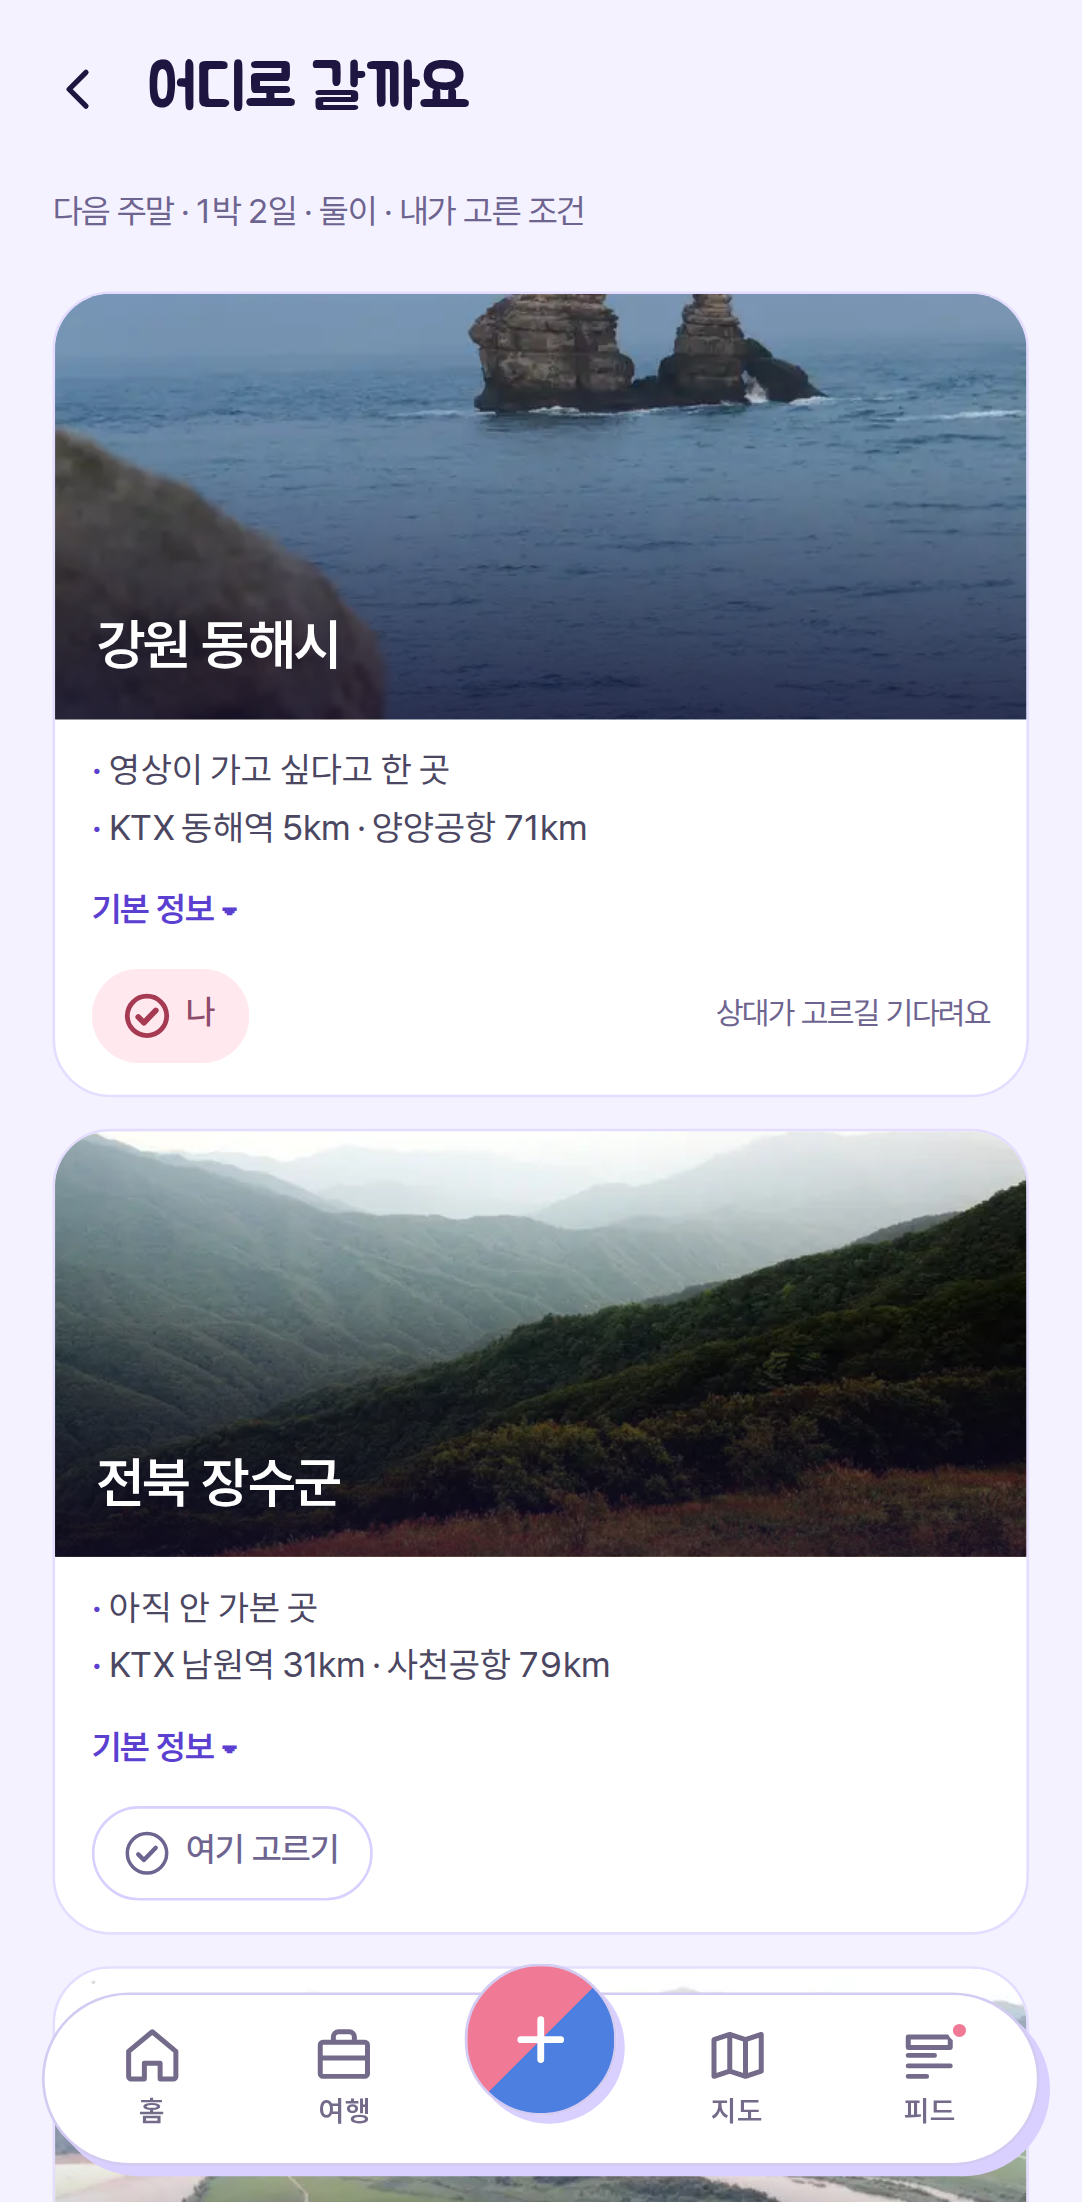 어디로 갈까요
다음 주말 · 1박 2일 · 둘이 · 내가 고른 조건
강원 동해시
· 영상이 가고 싶다고 한 곳
· KTX 동해역 5km · 양양공항 71km
기본 정보
나
상대가 고르길 기다려요
전북 장수군
· 아직 안 가본 곳
· KTX 남원역 31km · 사천공항 79km
기본 정보
여기 고르기
홈
여행
지도
피드